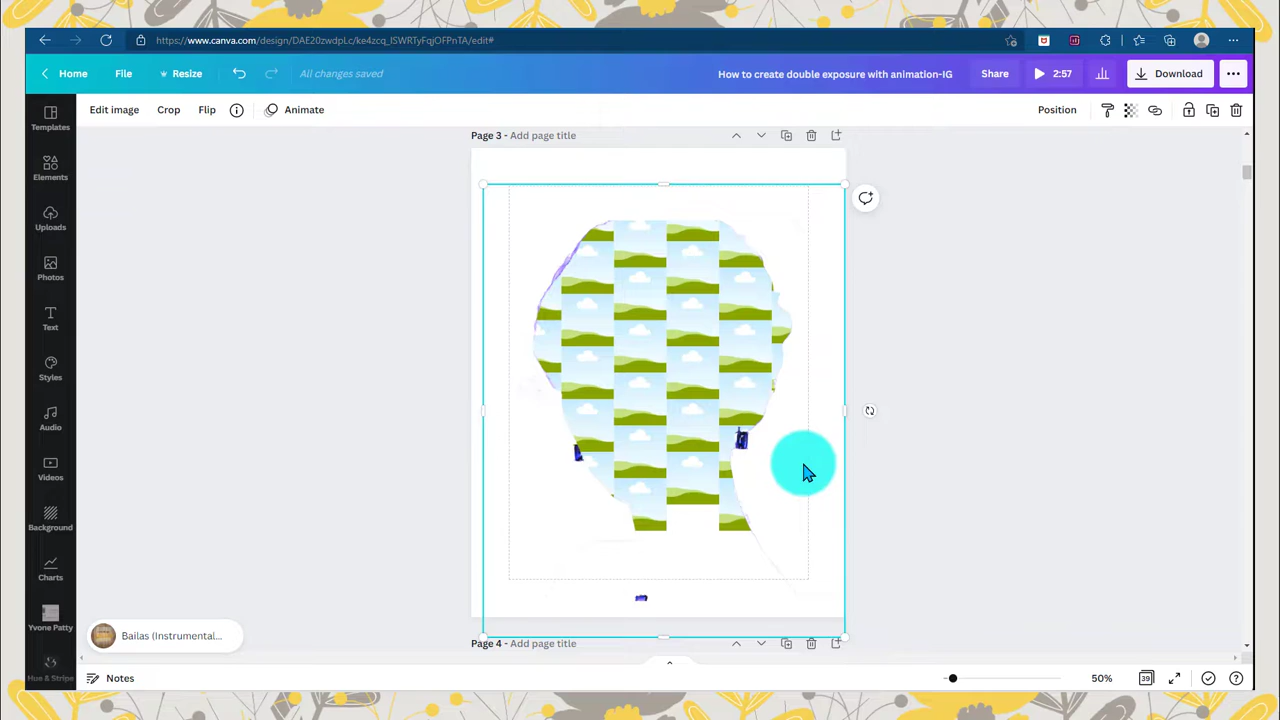 https://www.canva.com/design/DAE20zwdpLc/ke4zcq_lSWRTyFqjOFPnTA/edit#
Home File Resize All changes saved How to create double exposure with animation-IG Share 2:57 Download
Edit image Crop Flip Animate Position
Templates
Elements
Uploads
Photos
Text
Styles
Audio
Videos
Background
Charts
Yvone Patty
Hue & Stripe
Page 3 - Add page title
Bailas (Instrumental...
Page 4 - Add page title
Notes 50% 39